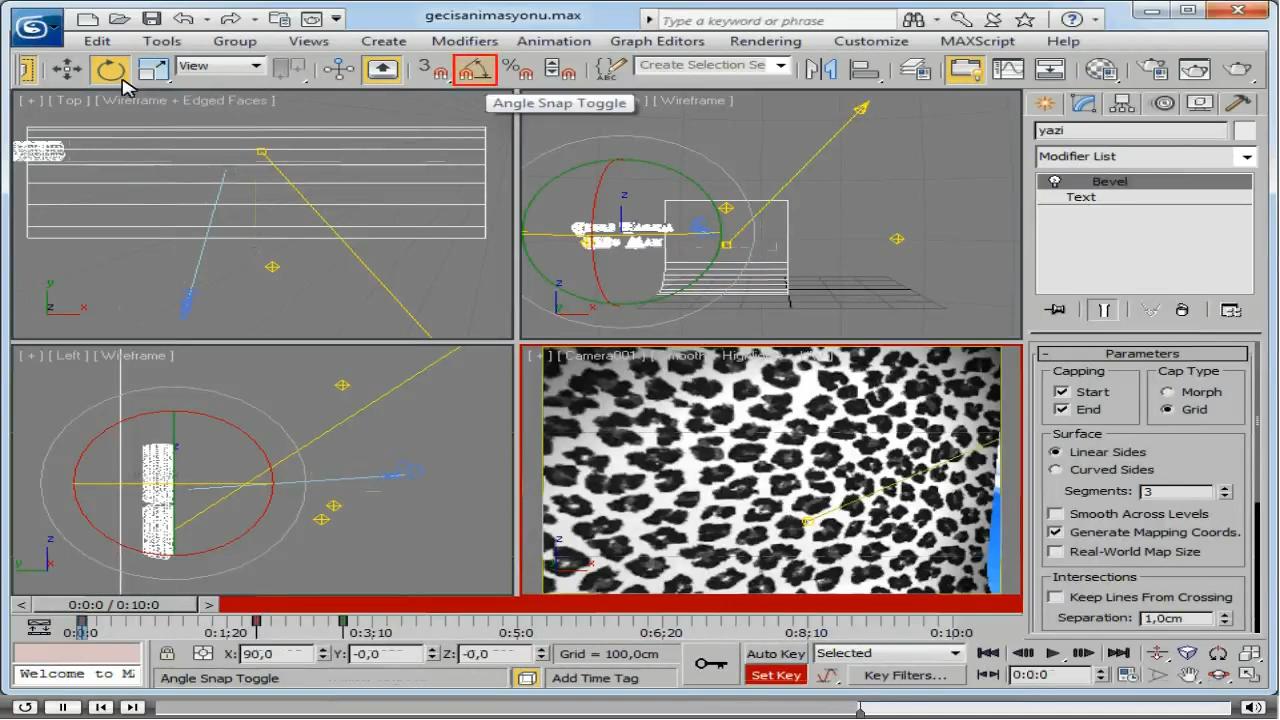 gecisanimasyonu.max
Type a keyword or phrase
Edit Tools Group Views Create Modifiers Animation Graph Editors Rendering Customize MAXScript Help
View
3
%
ABC
Create Selection Se
Angle Snap Toggle
[ + ] [ Top ] [ Wireframe + Edged Faces ]
[ Wireframe ]
yazi
Modifier List
Bevel
Text
[ + ] [ Left ] [ Wireframe ]
[ + ] [ Camera001 ]
Parameters
Capping
Start
End
Cap Type
Morph
Grid
Surface
Linear Sides
Curved Sides
Segments: 3
Smooth Across Levels
Generate Mapping Coords.
Real-World Map Size
Intersections
Keep Lines From Crossing
Separation: 1,0cm
< 0:0:0 / 0:10:0 >
0:0:0 0:1:20 0:3:10 0:5:0 0:6:20 0:8:10 0:10:0
X: 90,0 Y: -0,0 Z: -0,0 Grid = 100,0cm
Auto Key Selected
Welcome to
Angle Snap Toggle
Add Time Tag
Set Key
Key Filters...
0:0:0